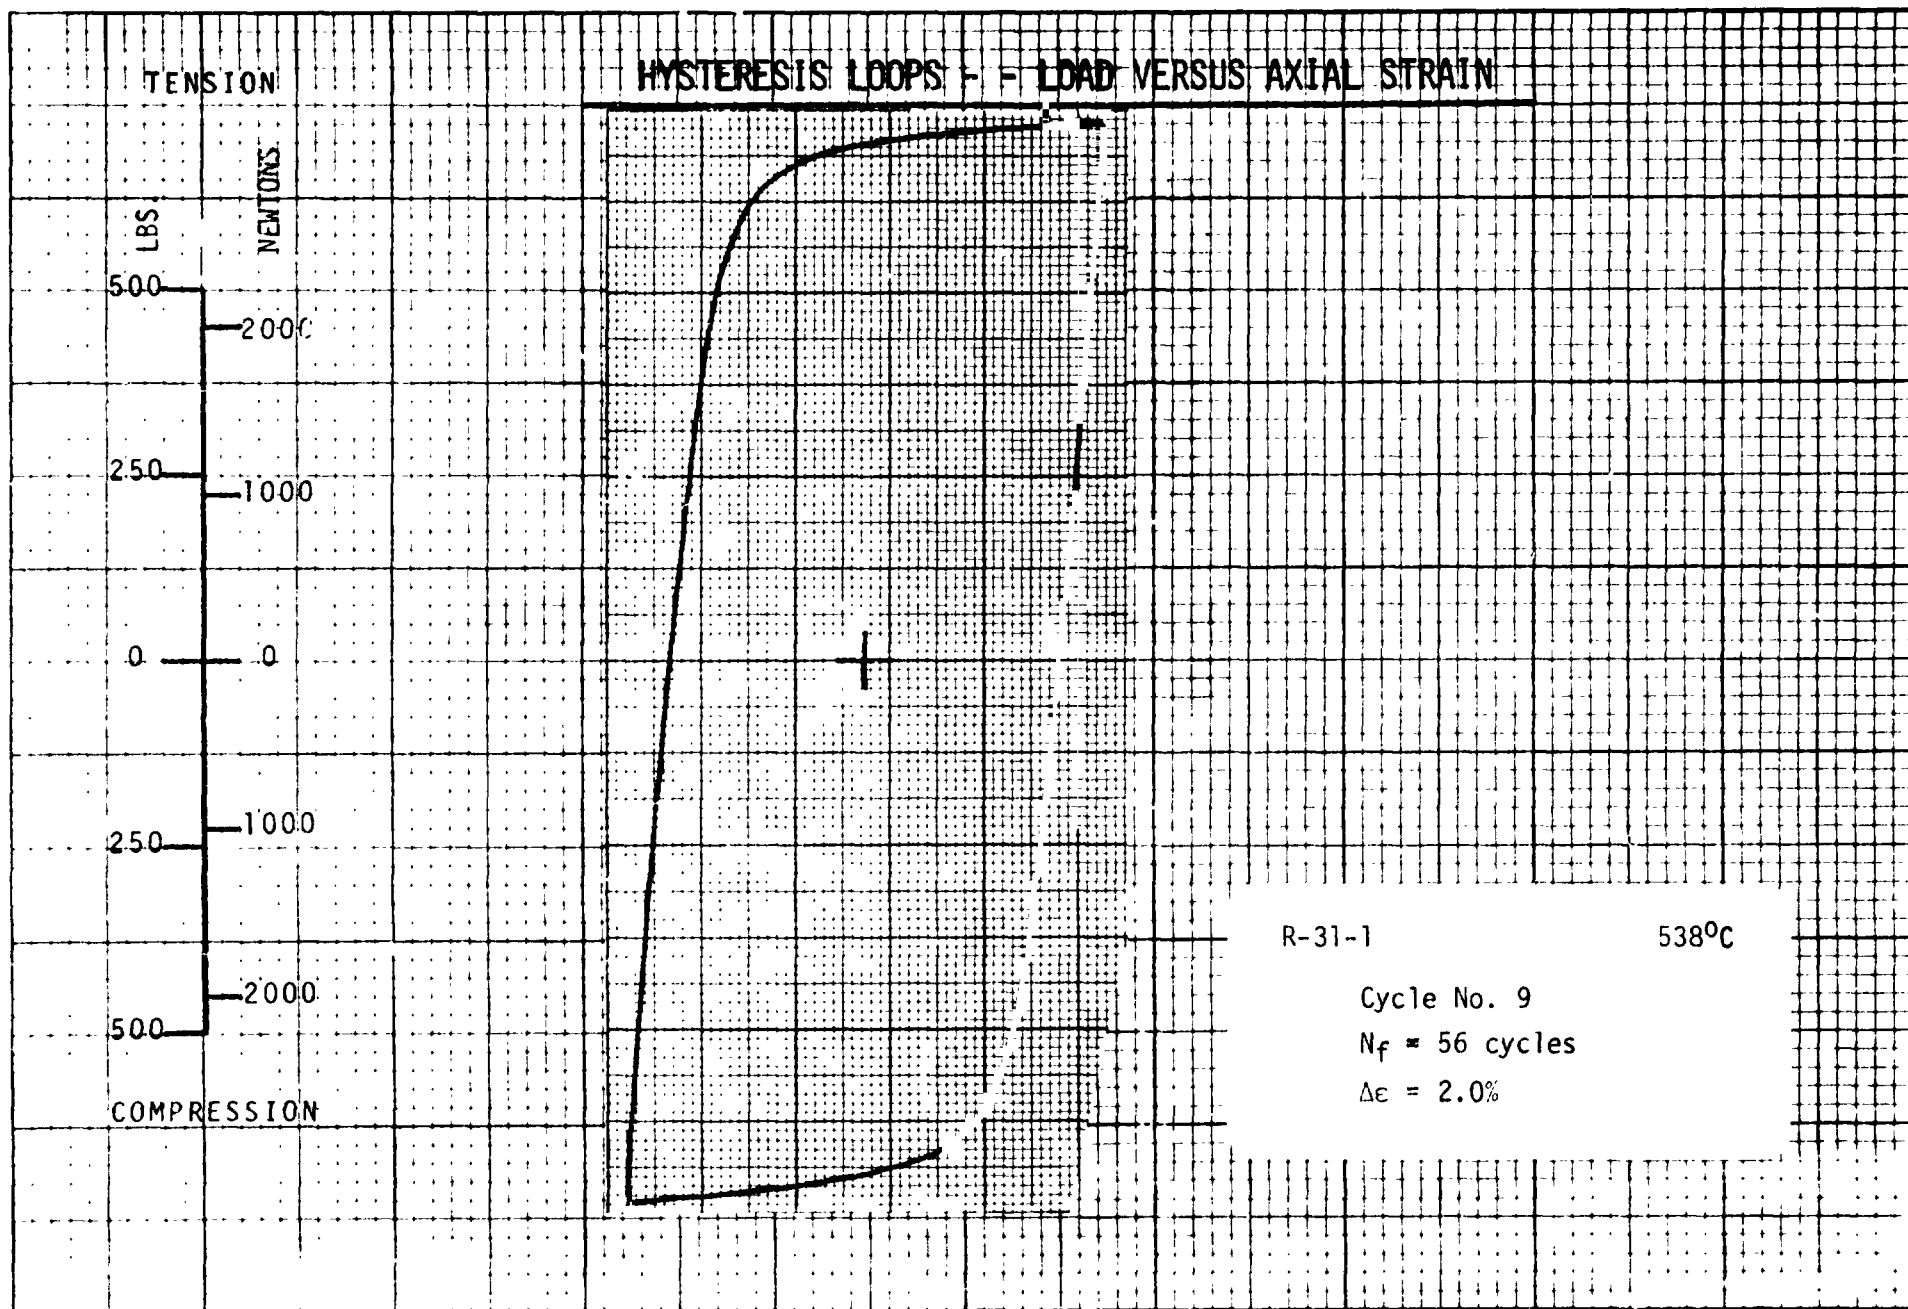 HYSTERESIS LOOPS - - LOAD VERSUS AXIAL STRAIN
TENSION
LBS.
NEWTONS
500
2000
250
1000
0 0
1000
250
2000
500
COMPRESSION
R-31-1 538°C
Cycle No. 9
Nf = 56 cycles
Δε = 2.0%